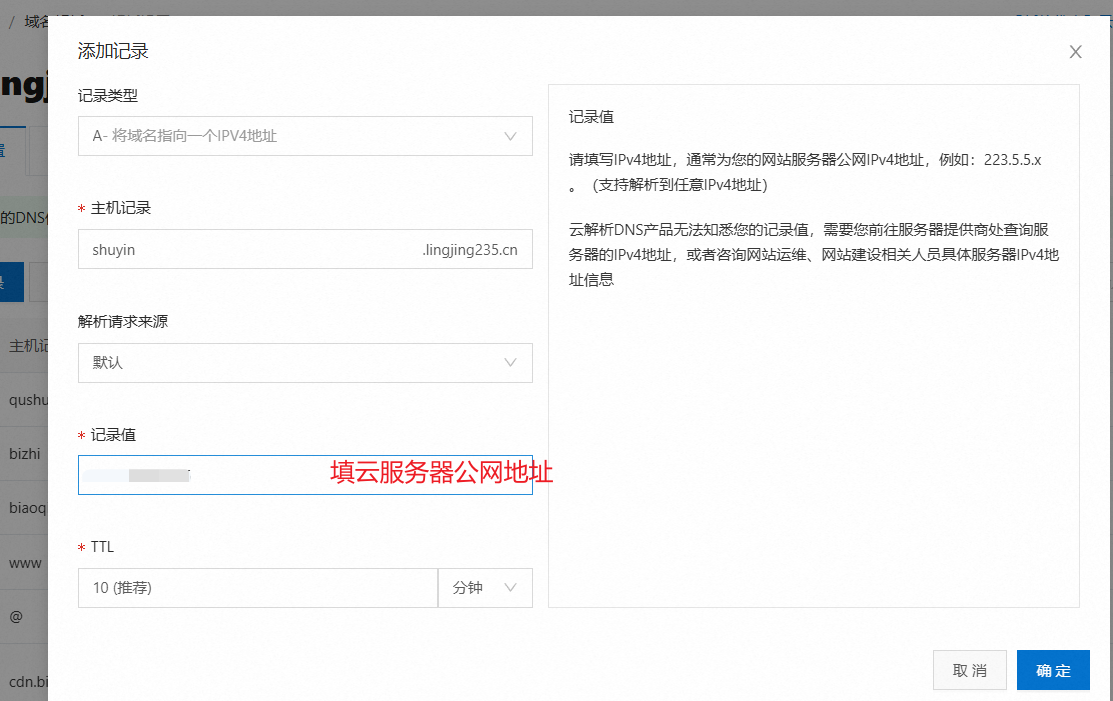 / 域名
添加记录
ngj
记录类型
A- 将域名指向一个IPV4地址
置
* 主机记录
的DNS
shuyin .lingjing235.cn
录
解析请求来源
主机记
默认
qushu
* 记录值
bizhi
填云服务器公网地址
biaoq
* TTL
www
10 (推荐) 分钟
@
cdn.bi
记录值
请填写IPv4地址，通常为您的网站服务器公网IPv4地址，例如：223.5.5.x
。（支持解析到任意IPv4地址）
云解析DNS产品无法知悉您的记录值，需要您前往服务器提供商处查询服
务器的IPv4地址，或者咨询网站运维、网站建设相关人员具体服务器IPv4地
址信息
取 消
确 定